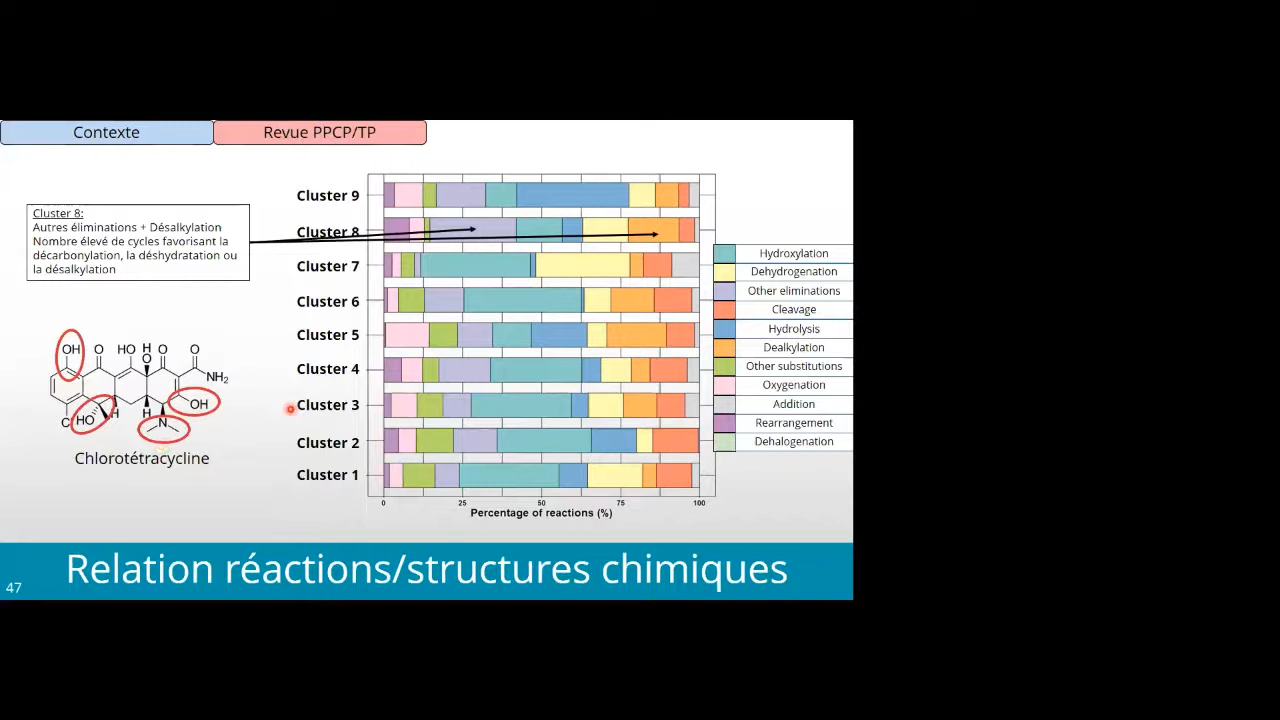 Contexte
Revue PPCP/TP
Cluster 8:
Autres éliminations + Désalkylation
Nombre élevé de cycles favorisant la
décarbonylation, la déshydratation ou
la désalkylation
OH
O
HO
H
O
O
O
NH₂
OH
C
HO
H
H
N
Chlorotétracycline
Cluster 9
Cluster 8
Cluster 7
Cluster 6
Cluster 5
Cluster 4
Cluster 3
Cluster 2
Cluster 1
0
25
50
75
100
Percentage of reactions (%)
Hydroxylation
Dehydrogenation
Other eliminations
Cleavage
Hydrolysis
Dealkylation
Other substitutions
Oxygenation
Addition
Rearrangement
Dehalogenation
Relation réactions/structures chimiques
47